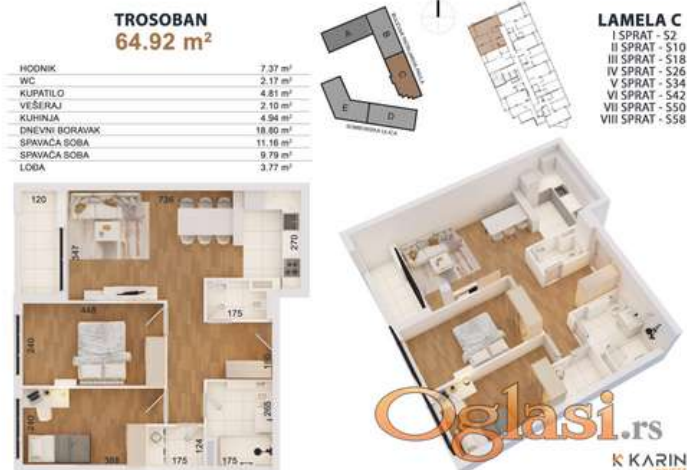 TROSOBAN
64.92 m²
HODNIK 7.37 m²
WC 2.17 m²
KUPATILO 4.81 m²
VEŠERAJ 2.10 m²
KUHINJA 4.94 m²
DNEVNI BORAVAK 18.80 m²
SPAVAĆA SOBA 11.16 m²
SPAVAĆA SOBA 9.79 m²
LOĐA 3.77 m²
A
B
C
E
D
LAMELA C
I SPRAT - S2
II SPRAT - S10
III SPRAT - S18
IV SPRAT - S26
V SPRAT - S34
VI SPRAT - S42
VII SPRAT - S50
VIII SPRAT - S58
120
736
547
270
175
448
240
240
265
388
175
124
175
Oglasi.rs
KARIN